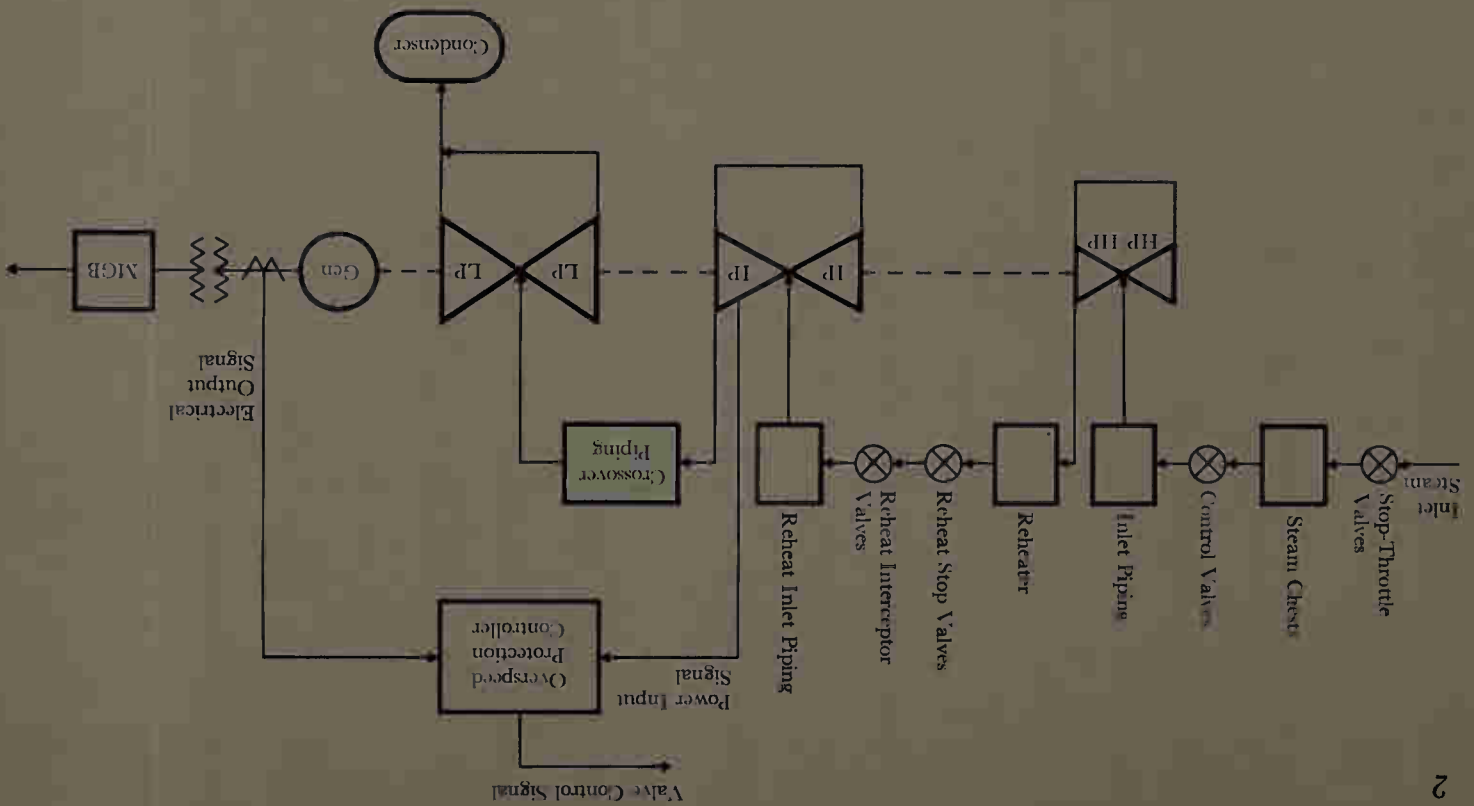 2
Valve Control Signal
Overspeed
Protection
Controller
Power Input
Signal
Electrical
Output
Signal
Inlet
Steam
Stop-Throttle
Valves
Steam Chests
Control Valves
Inlet Piping
Reheater
Reheat Stop Valves
Reheat Interceptor
Valves
Reheat Inlet Piping
Crossover
Piping
HP HP
IP
IP
LP
LP
Gen
MGB
Condenser